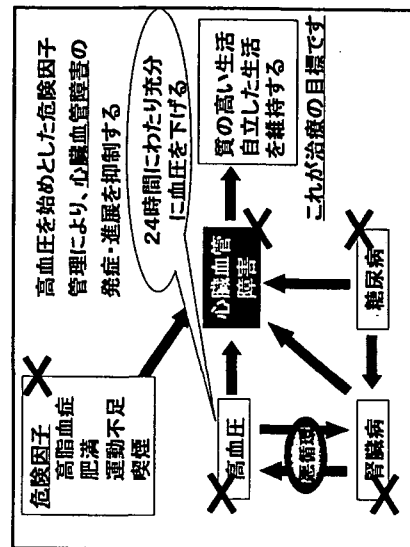 高血圧を始めとした危険因子
管理により、心臓血管障害の
発症・進展を抑制する
危険因子
高脂血症
肥満
運動不足
喫煙
24時間にわたり充分
に血圧を下げる
高血圧
心臓血管
障害
質の高い生活
自立した生活
を維持する
悪循環
腎臓病
糖尿病
これが治療の目標です